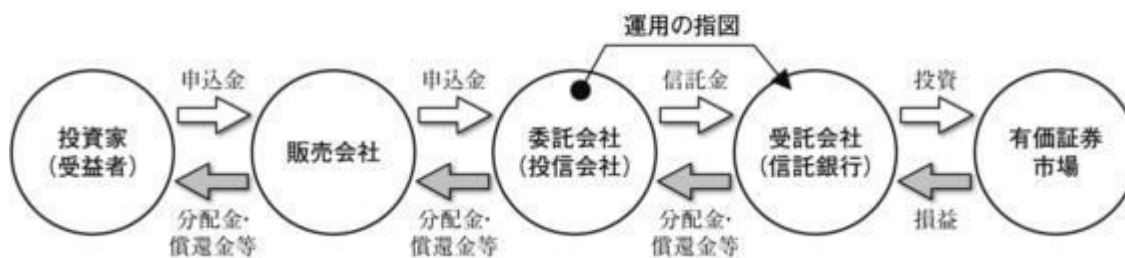 運用の指図
申込金
申込金
信託金
投資
投資家
(受益者)
販売会社
委託会社
(投信会社)
受託会社
(信託銀行)
有価証券
市場
分配金・
償還金等
分配金・
償還金等
分配金・
償還金等
損益